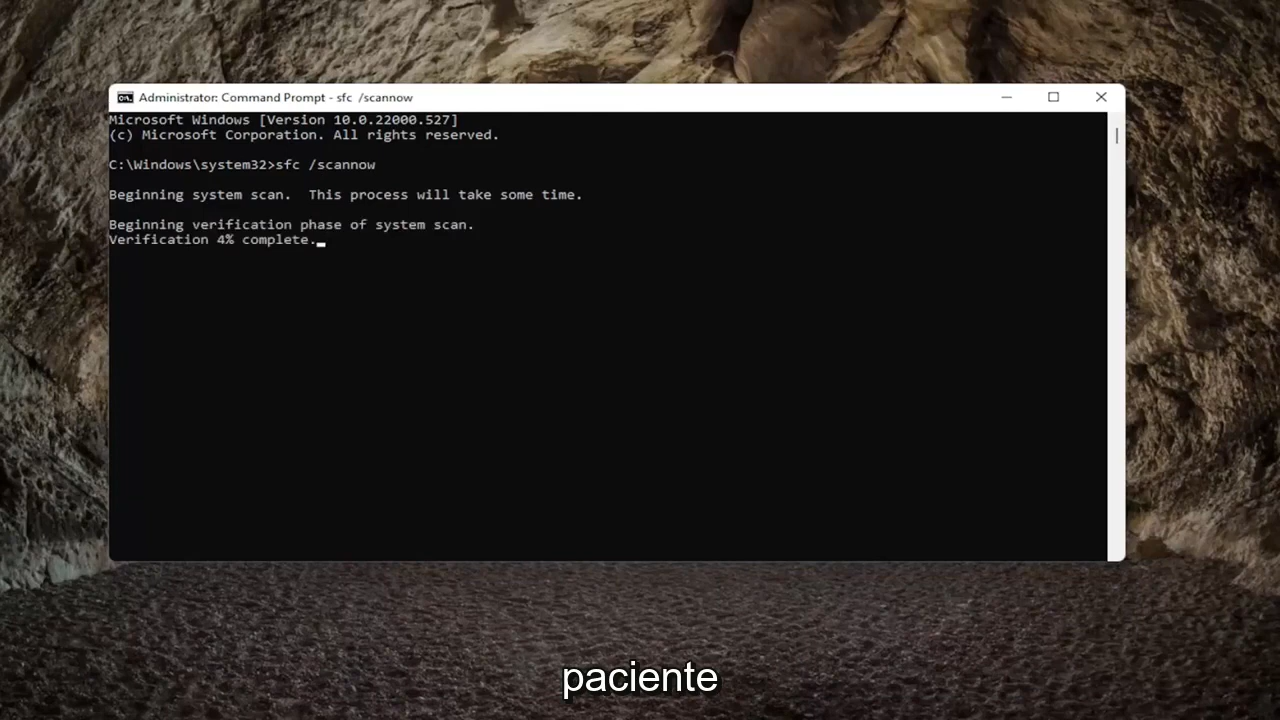 Administrator: Command Prompt - sfc /scannow
Microsoft Windows [Version 10.0.22000.527]
(c) Microsoft Corporation. All rights reserved.
C:\Windows\system32>sfc /scannow
Beginning system scan.  This process will take some time.
Beginning verification phase of system scan.
Verification 4% complete.
paciente